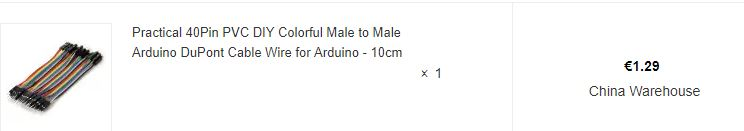 Practical 40Pin PVC DIY Colorful Male to Male
Arduino DuPont Cable Wire for Arduino - 10cm
× 1
€1.29
China Warehouse